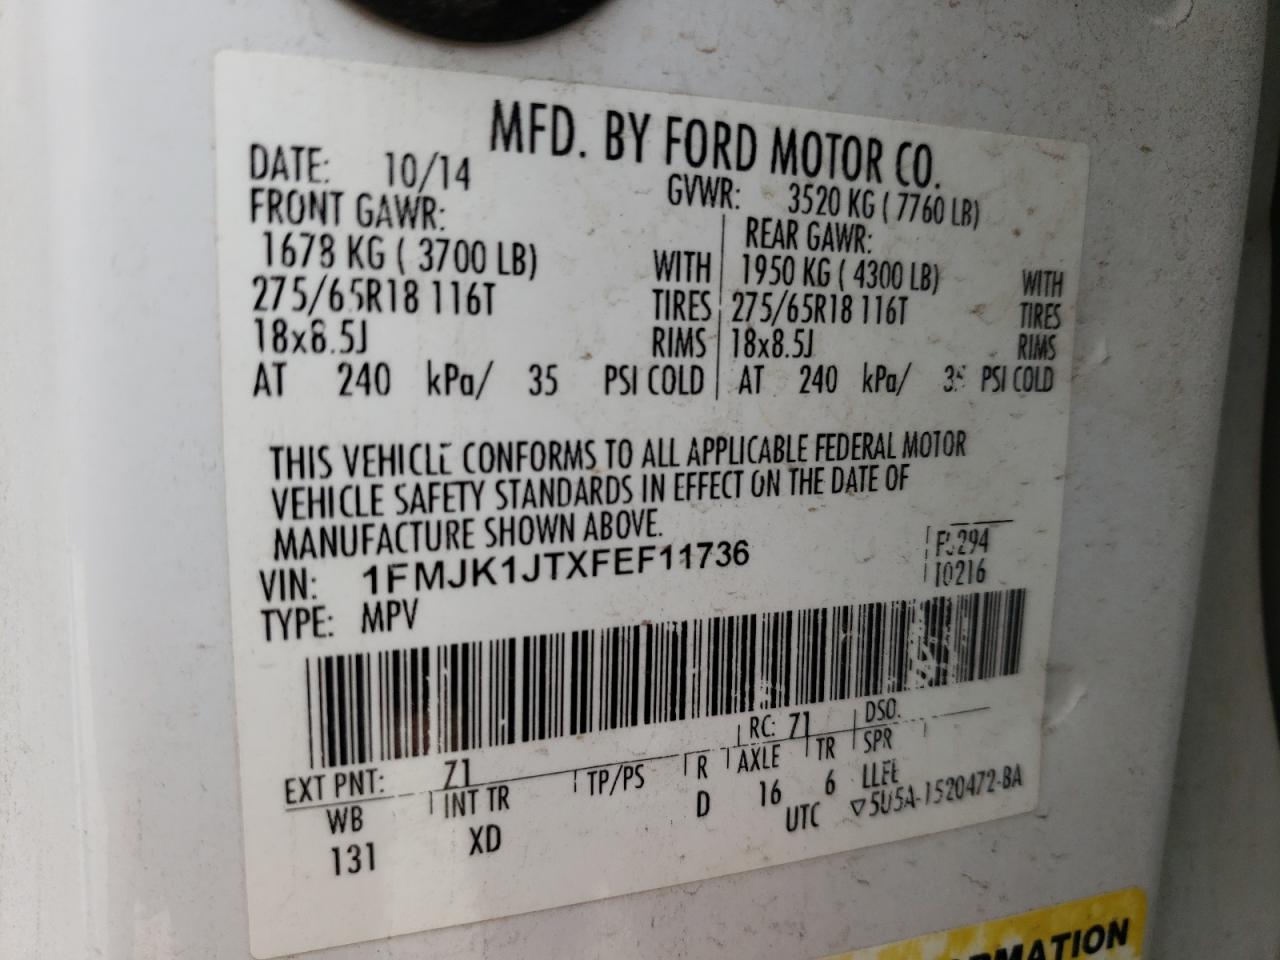 MFD. BY FORD MOTOR CO.
DATE: 10/14 GVWR: 3520 KG ( 7760 LB)
FRONT GAWR: REAR GAWR:
1678 KG ( 3700 LB) WITH 1950 KG ( 4300 LB) WITH
275/65R18 116T TIRES 275/65R18 116T TIRES
18x8.5J RIMS 18x8.5J RIMS
AT 240 kPa/ 35 PSI COLD AT 240 kPa/ 35 PSI COLD
THIS VEHICLE CONFORMS TO ALL APPLICABLE FEDERAL MOTOR
VEHICLE SAFETY STANDARDS IN EFFECT ON THE DATE OF
MANUFACTURE SHOWN ABOVE.
VIN: 1FMJK1JTXFEF11736
TYPE: MPV
10216
EXT PNT: Z1 RC: 71 DSO:
WB INT TR TP/PS R AXLE TR SPR
131 XD D 16 6
UTC ▽5U5A-1520472-BA